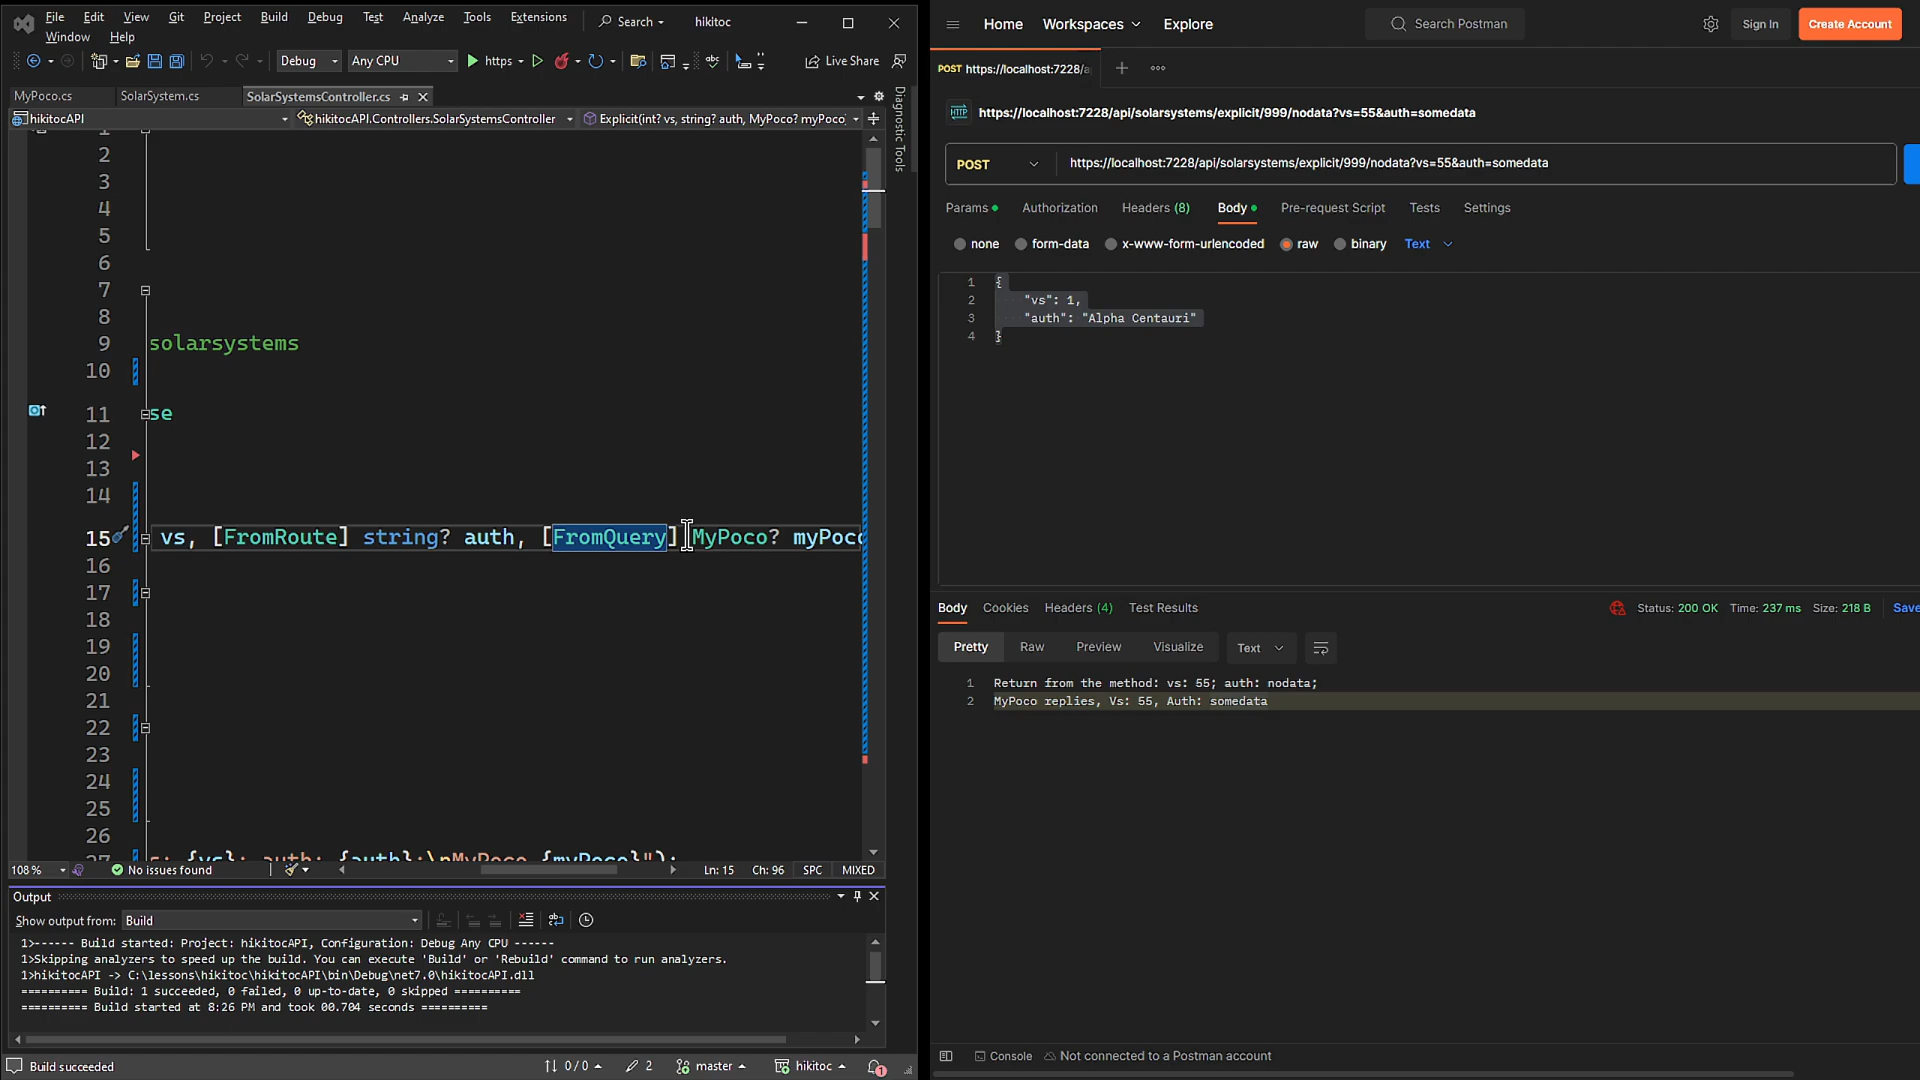 File Edit View Git Project Build Debug Test Analyze Tools Extensions Search hikitoc
Window Help
Debug Any CPU https Live Share
MyPoco.cs SolarSystem.cs SolarSystemsController.cs
hikitocAPI hikitocAPI.Controllers.SolarSystemsController Explicit(int? vs, string? auth, MyPoco? myPoco
Diagnostic Tools
2
3
4
5
6
7
8
9 solarsystems
10
11 se
12
13
14
15 vs, [FromRoute] string? auth, [FromQuery] MyPoco? myPoco
16
17
18
19
20
21
22
23
24
25
26
27 s: {vs}; auth: {auth};\nMyPoco {myPoco}");
108 % No issues found Ln: 15 Ch: 96 SPC MIXED
Output
Show output from: Build
1>------ Build started: Project: hikitocAPI, Configuration: Debug Any CPU ------
1>Skipping analyzers to speed up the build. You can execute 'Build' or 'Rebuild' command to run analyzers.
1>hikitocAPI -> C:\lessons\hikitoc\hikitocAPI\bin\Debug\net7.0\hikitocAPI.dll
========== Build: 1 succeeded, 0 failed, 0 up-to-date, 0 skipped ==========
========== Build started at 8:26 PM and took 00.704 seconds ==========
Build succeeded 0 / 0 2 master hikitoc 1
Home Workspaces Explore Search Postman Sign In Create Account
POST https://localhost:7228/a
HTTP https://localhost:7228/api/solarsystems/explicit/999/nodata?vs=55&auth=somedata
POST https://localhost:7228/api/solarsystems/explicit/999/nodata?vs=55&auth=somedata
Params Authorization Headers (8) Body Pre-request Script Tests Settings
none form-data x-www-form-urlencoded raw binary Text
1 {
2 "vs": 1,
3 "auth": "Alpha Centauri"
4 }
Body Cookies Headers (4) Test Results Status: 200 OK Time: 237 ms Size: 218 B Save
Pretty Raw Preview Visualize Text
1 Return from the method: vs: 55; auth: nodata;
2 MyPoco replies, Vs: 55, Auth: somedata
Console Not connected to a Postman account